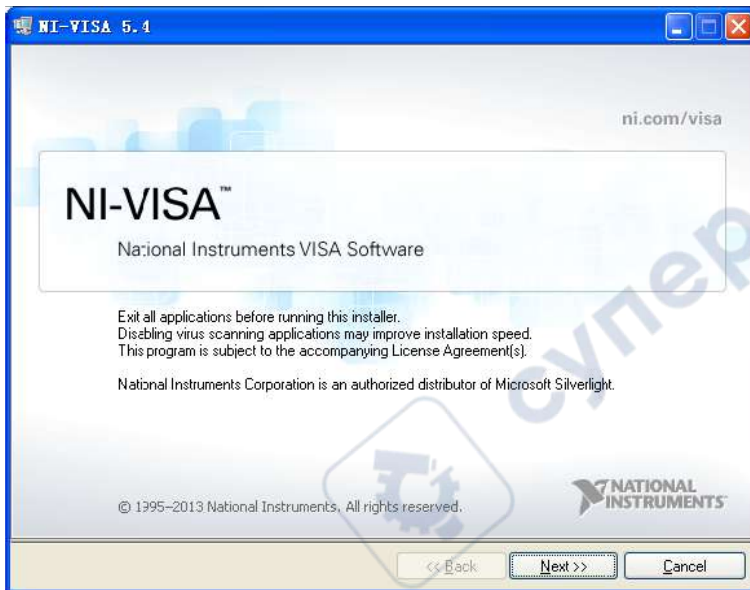 NI-VISA 5.4
ni.com/visa
NI-VISA™
National Instruments VISA Software
Exit all applications before running this installer.
Disabling virus scanning applications may improve installation speed.
This program is subject to the accompanying License Agreement(s).
National Instruments Corporation is an authorized distributor of Microsoft Silverlight.
© 1995–2013 National Instruments. All rights reserved.
NATIONAL
INSTRUMENTS
<< Back Next >> Cancel
супер